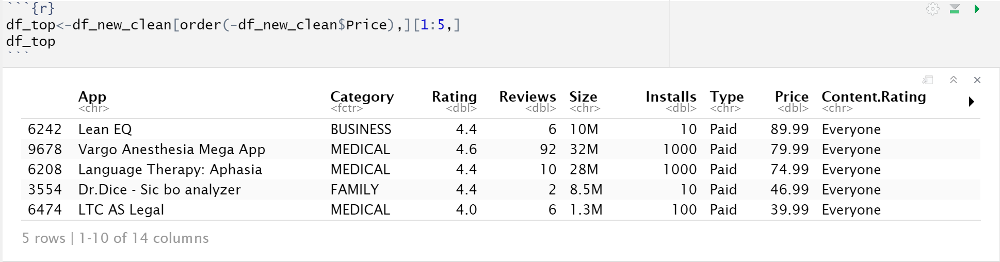 ```{r}
df_top<-df_new_clean[order(-df_new_clean$Price),][1:5,]
df_top
```
App Category Rating Reviews Size Installs Type Price Content.Rating
<chr> <fctr> <dbl> <dbl> <chr> <dbl> <chr> <dbl> <chr>
6242 Lean EQ BUSINESS 4.4 6 10M 10 Paid 89.99 Everyone
9678 Vargo Anesthesia Mega App MEDICAL 4.6 92 32M 1000 Paid 79.99 Everyone
6208 Language Therapy: Aphasia MEDICAL 4.4 10 28M 1000 Paid 74.99 Everyone
3554 Dr.Dice - Sic bo analyzer FAMILY 4.4 2 8.5M 10 Paid 46.99 Everyone
6474 LTC AS Legal MEDICAL 4.0 6 1.3M 100 Paid 39.99 Everyone
5 rows | 1-10 of 14 columns